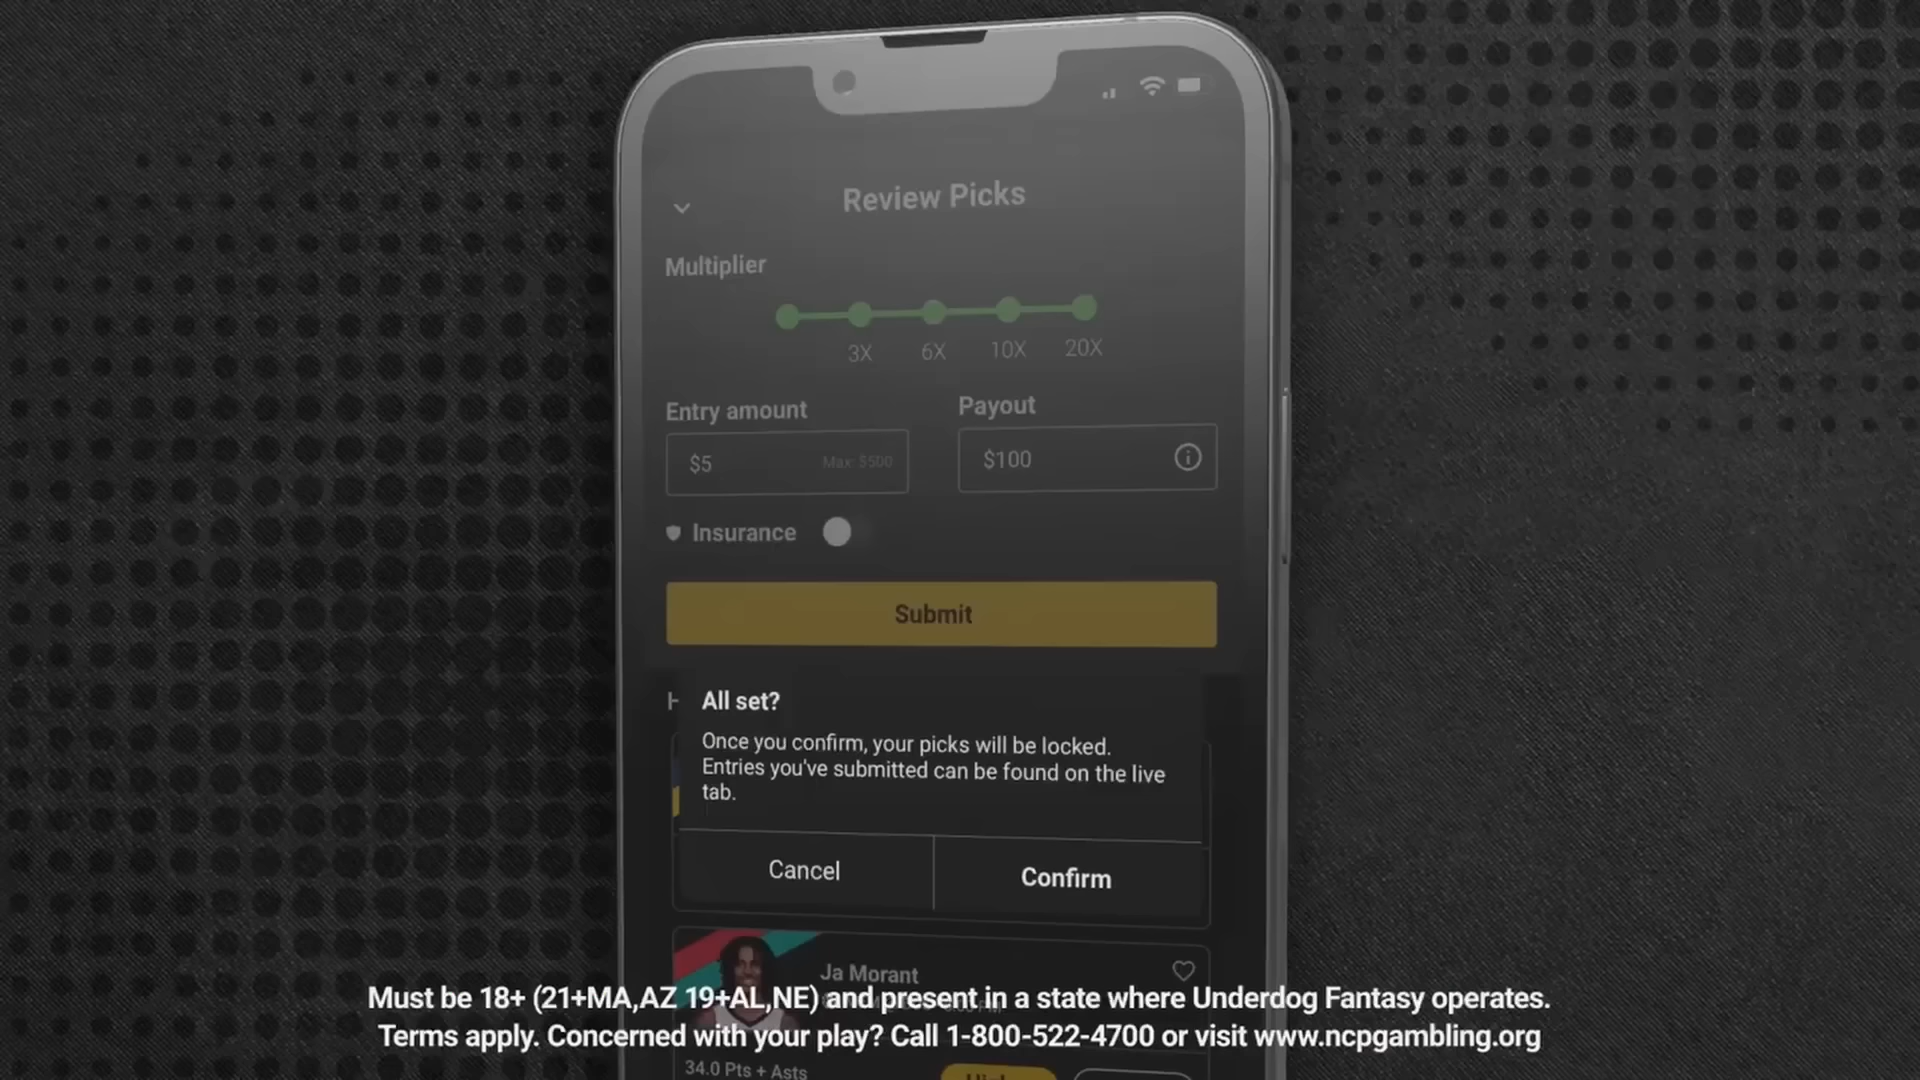 Review Picks
Multiplier
3X 6X 10X 20X
Entry amount Payout
$5 Max: $500 $100
Insurance
Submit
H
All set?
Once you confirm, your picks will be locked.
Entries you've submitted can be found on the live
tab.
Cancel Confirm
Ja Morant
Must be 18+ (21+MA,AZ 19+AL,NE) and present in a state where Underdog Fantasy operates.
Terms apply. Concerned with your play? Call 1-800-522-4700 or visit www.ncpgambling.org
34.0 Pts + Asts